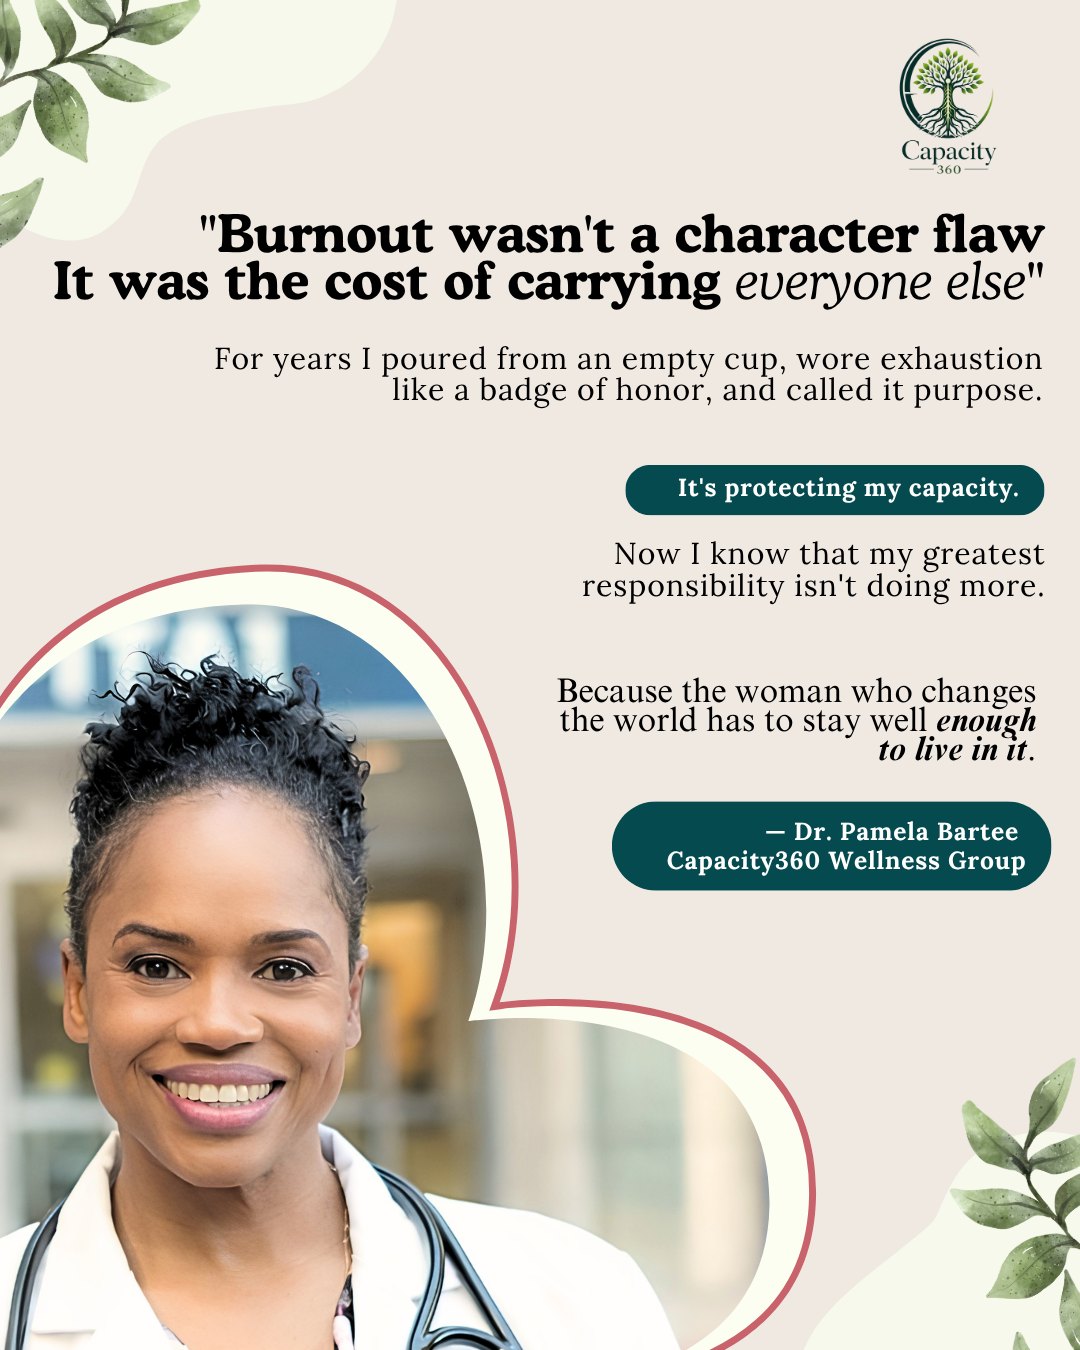 Capacity
360
"Burnout wasn't a character flaw
It was the cost of carrying everyone else"
For years I poured from an empty cup, wore exhaustion
like a badge of honor, and called it purpose.
It's protecting my capacity.
Now I know that my greatest
responsibility isn't doing more.
Because the woman who changes
the world has to stay well enough
to live in it.
— Dr. Pamela Bartee
Capacity360 Wellness Group